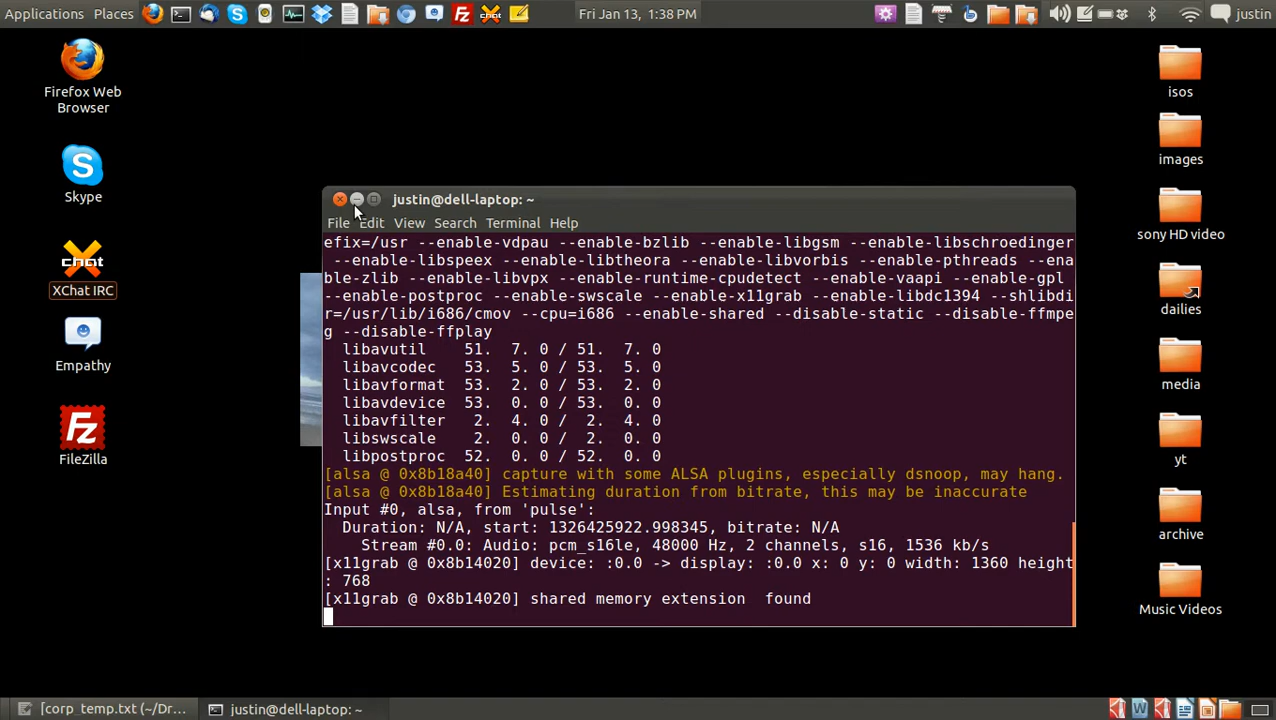 Applications Places
Fri Jan 13, 1:38 PM
justin
Firefox Web
Browser
Skype
XChat IRC
Empathy
FileZilla
justin@dell-laptop: ~
File Edit View Search Terminal Help
efix=/usr --enable-vdpau --enable-bzlib --enable-libgsm --enable-libschroedinger
--enable-libspeex --enable-libtheora --enable-libvorbis --enable-pthreads --ena
ble-zlib --enable-libvpx --enable-runtime-cpudetect --enable-vaapi --enable-gpl
--enable-postproc --enable-swscale --enable-x11grab --enable-libdc1394 --shlibdi
r=/usr/lib/i686/cmov --cpu=i686 --enable-shared --disable-static --disable-ffmpe
g --disable-ffplay
libavutil 51. 7. 0 / 51. 7. 0
libavcodec 53. 5. 0 / 53. 5. 0
libavformat 53. 2. 0 / 53. 2. 0
libavdevice 53. 0. 0 / 53. 0. 0
libavfilter 2. 4. 0 / 2. 4. 0
libswscale 2. 0. 0 / 2. 0. 0
libpostproc 52. 0. 0 / 52. 0. 0
[alsa @ 0x8b18a40] capture with some ALSA plugins, especially dsnoop, may hang.
[alsa @ 0x8b18a40] Estimating duration from bitrate, this may be inaccurate
Input #0, alsa, from 'pulse':
Duration: N/A, start: 1326425922.998345, bitrate: N/A
Stream #0.0: Audio: pcm_s16le, 48000 Hz, 2 channels, s16, 1536 kb/s
[x11grab @ 0x8b14020] device: :0.0 -> display: :0.0 x: 0 y: 0 width: 1360 height
: 768
[x11grab @ 0x8b14020] shared memory extension found
isos
images
sony HD video
dailies
media
yt
archive
Music Videos
[corp_temp.txt (~/Dr...
justin@dell-laptop: ~